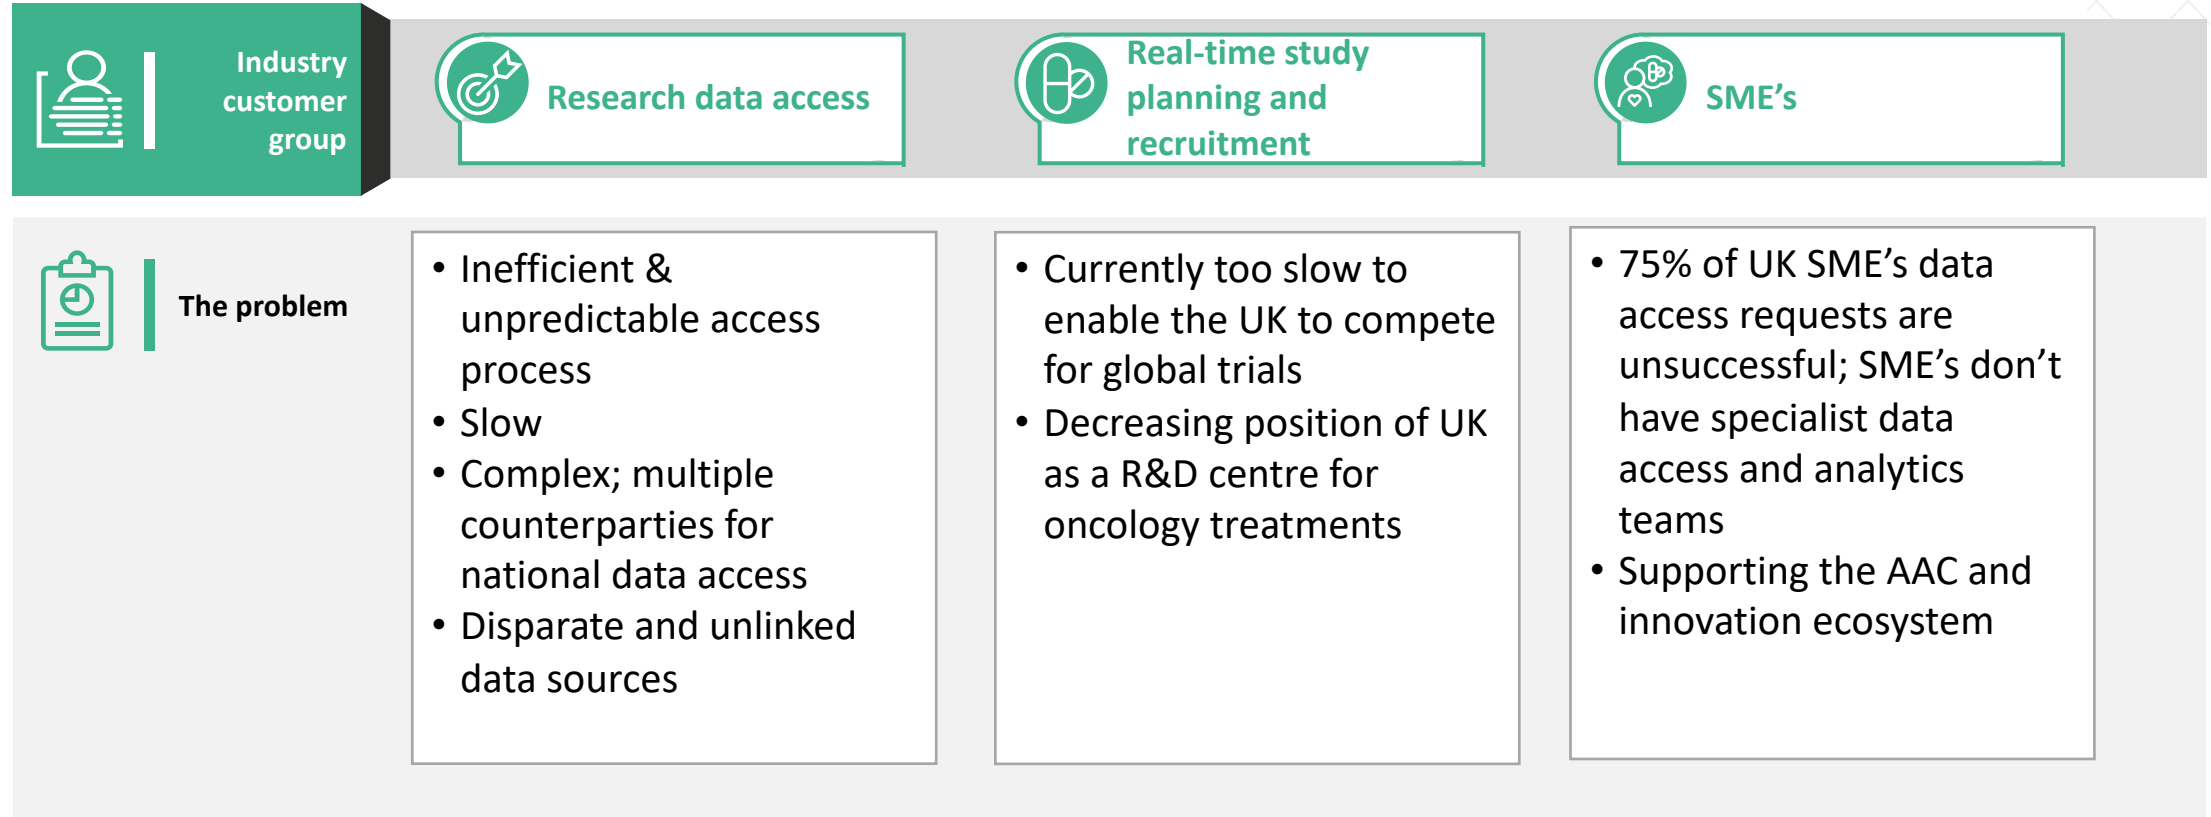 Industry
customer
group
Research data access
Real-time study
planning and
recruitment
SME’s
The problem
• Inefficient &
unpredictable access
process
• Slow
• Complex; multiple
counterparties for
national data access
• Disparate and unlinked
data sources
• Currently too slow to
enable the UK to compete
for global trials
• Decreasing position of UK
as a R&D centre for
oncology treatments
• 75% of UK SME’s data
access requests are
unsuccessful; SME’s don’t
have specialist data
access and analytics
teams
• Supporting the AAC and
innovation ecosystem